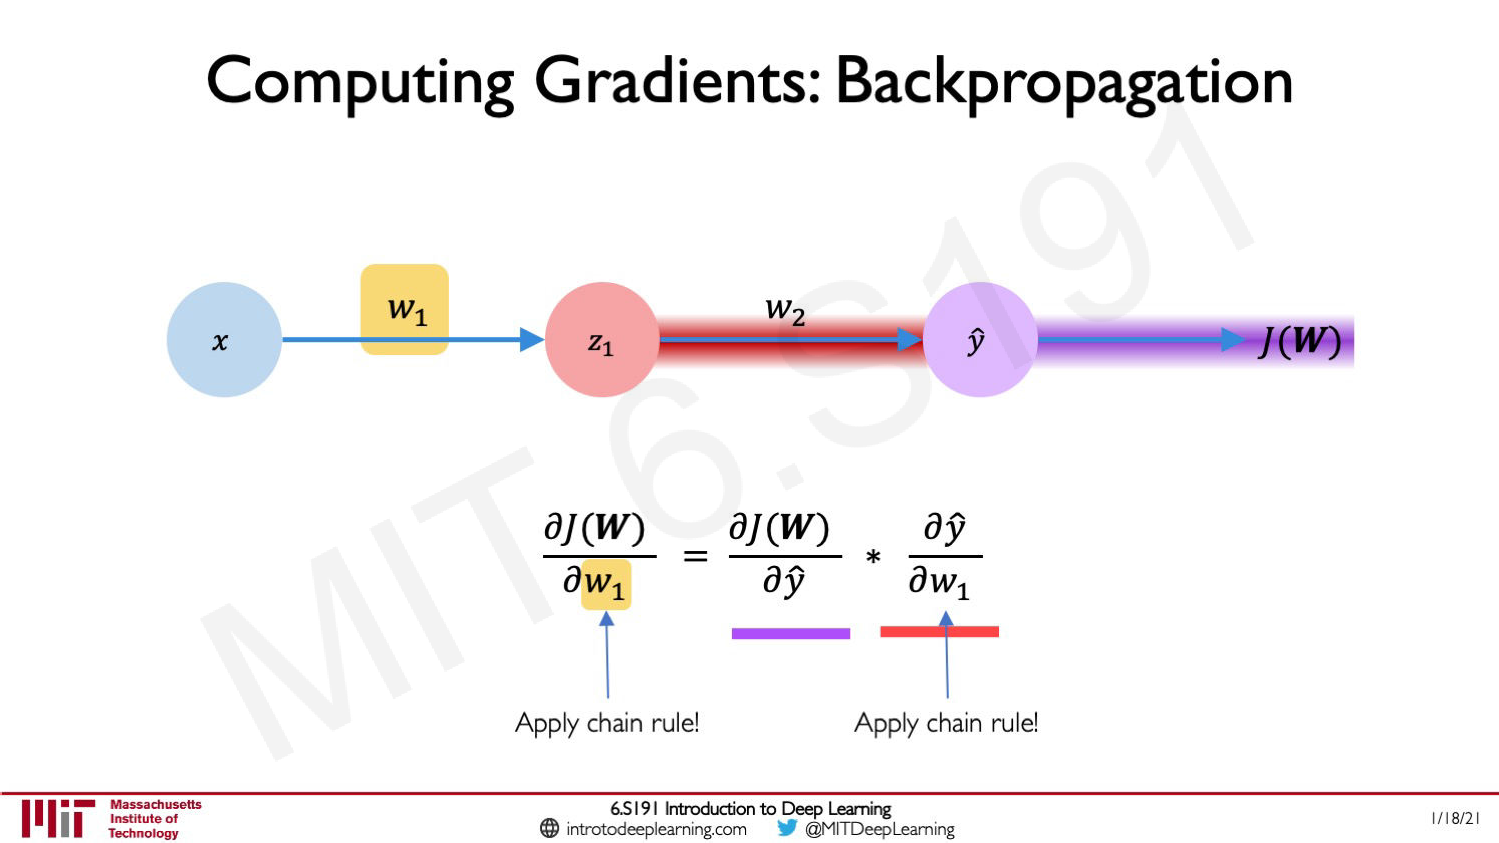 Computing Gradients: Backpropagation
x
w₁
z₁
w₂
ŷ
J(W)
∂J(W)/∂w₁ = ∂J(W)/∂ŷ * ∂ŷ/∂w₁
Apply chain rule! Apply chain rule!
MIT 6.S191
Massachusetts
Institute of
Technology
6.S191 Introduction to Deep Learning
introtodeeplearning.com @MITDeepLearning
1/18/21